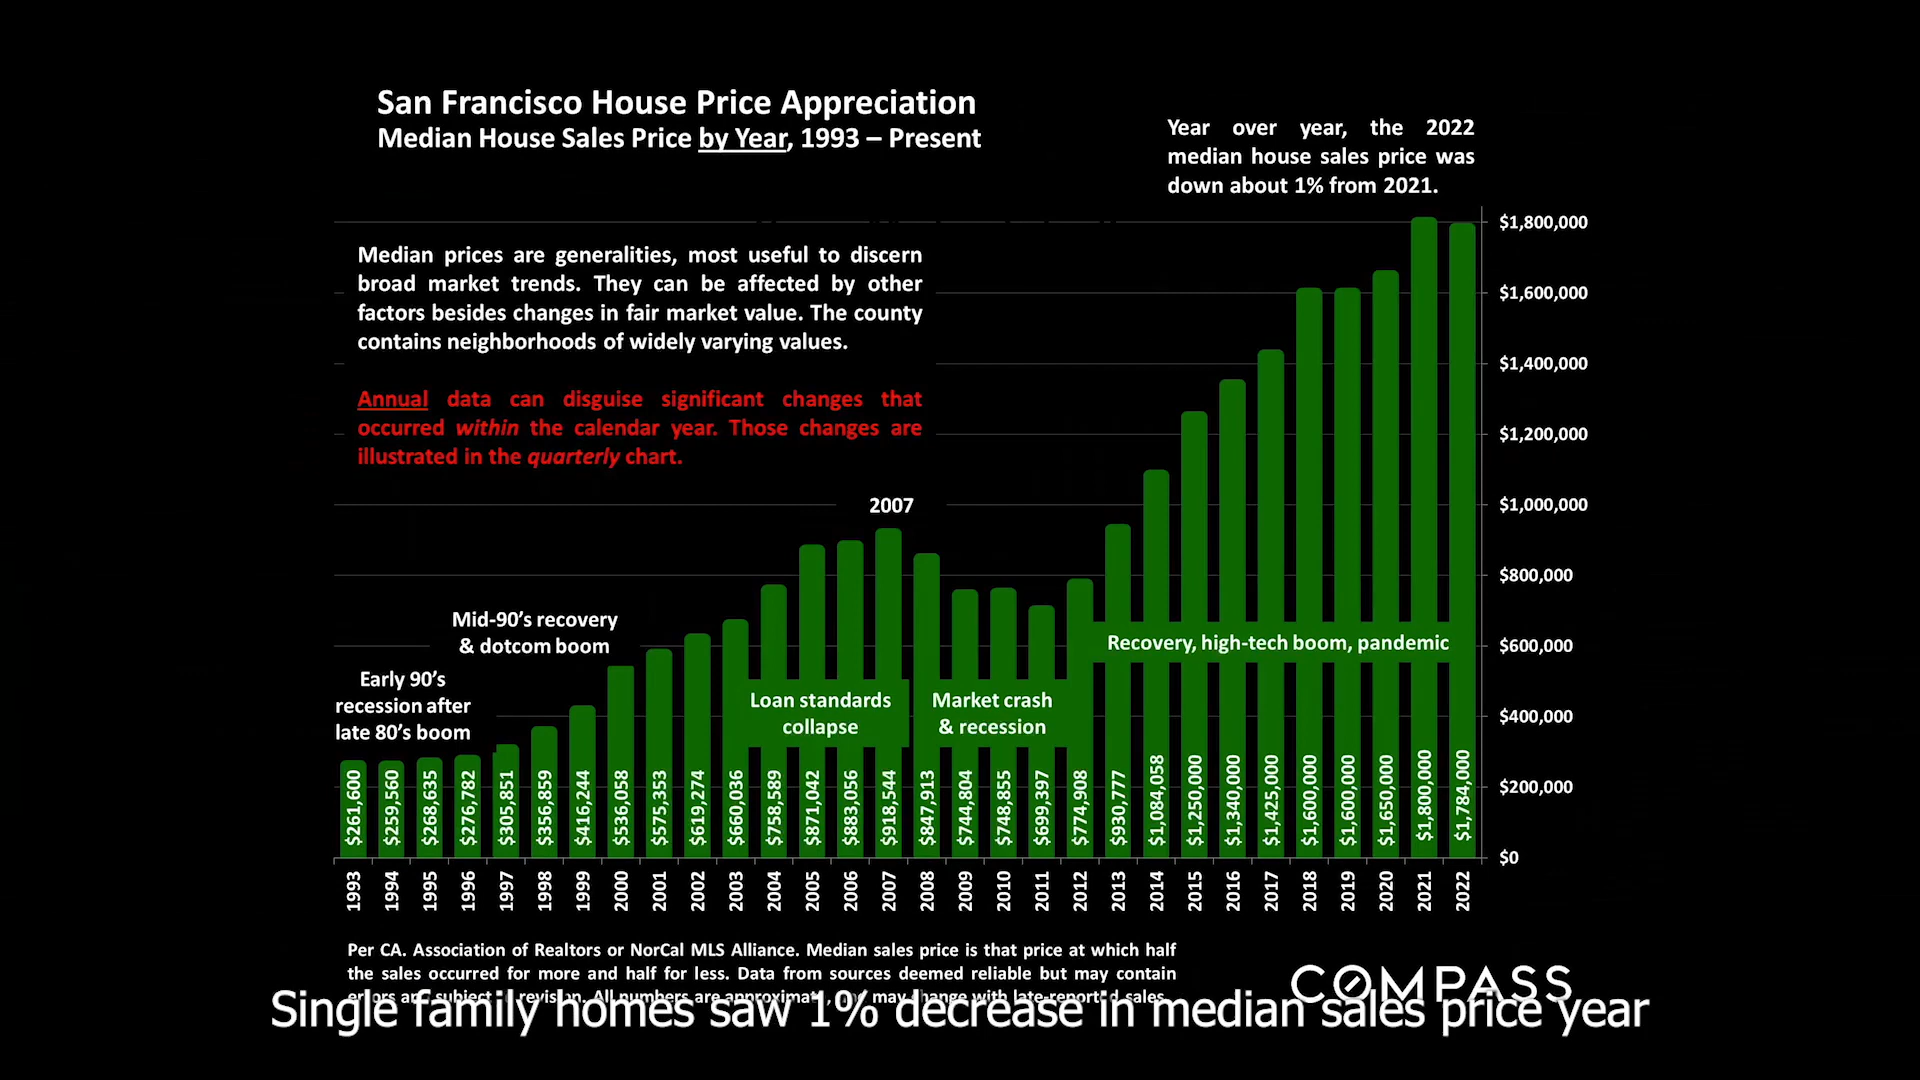 San Francisco House Price Appreciation
Median House Sales Price by Year, 1993 – Present
Year over year, the 2022
median house sales price was
down about 1% from 2021.
Median prices are generalities, most useful to discern
broad market trends. They can be affected by other
factors besides changes in fair market value. The county
contains neighborhoods of widely varying values.
Annual data can disguise significant changes that
occurred within the calendar year. Those changes are
illustrated in the quarterly chart.
$1,800,000
$1,600,000
$1,400,000
$1,200,000
$1,000,000
$800,000
$600,000
$400,000
$200,000
$0
2007
Mid-90’s recovery
& dotcom boom
Early 90’s
recession after
late 80’s boom
Loan standards
collapse
Market crash
& recession
Recovery, high-tech boom, pandemic
$261,600
$259,560
$268,635
$276,782
$305,851
$356,859
$416,244
$536,058
$575,353
$619,274
$660,036
$758,589
$871,042
$883,056
$918,544
$847,913
$744,804
$748,855
$699,397
$774,908
$930,777
$1,084,058
$1,250,000
$1,340,000
$1,425,000
$1,600,000
$1,600,000
$1,650,000
$1,800,000
$1,784,000
1993
1994
1995
1996
1997
1998
1999
2000
2001
2002
2003
2004
2005
2006
2007
2008
2009
2010
2011
2012
2013
2014
2015
2016
2017
2018
2019
2020
2021
2022
Per CA. Association of Realtors or NorCal MLS Alliance. Median sales price is that price at which half
the sales occurred for more and half for less. Data from sources deemed reliable but may contain
subject revision. All numbers are may change with late-reported sales.
COMPASS
Single family homes saw 1% decrease in median sales price year